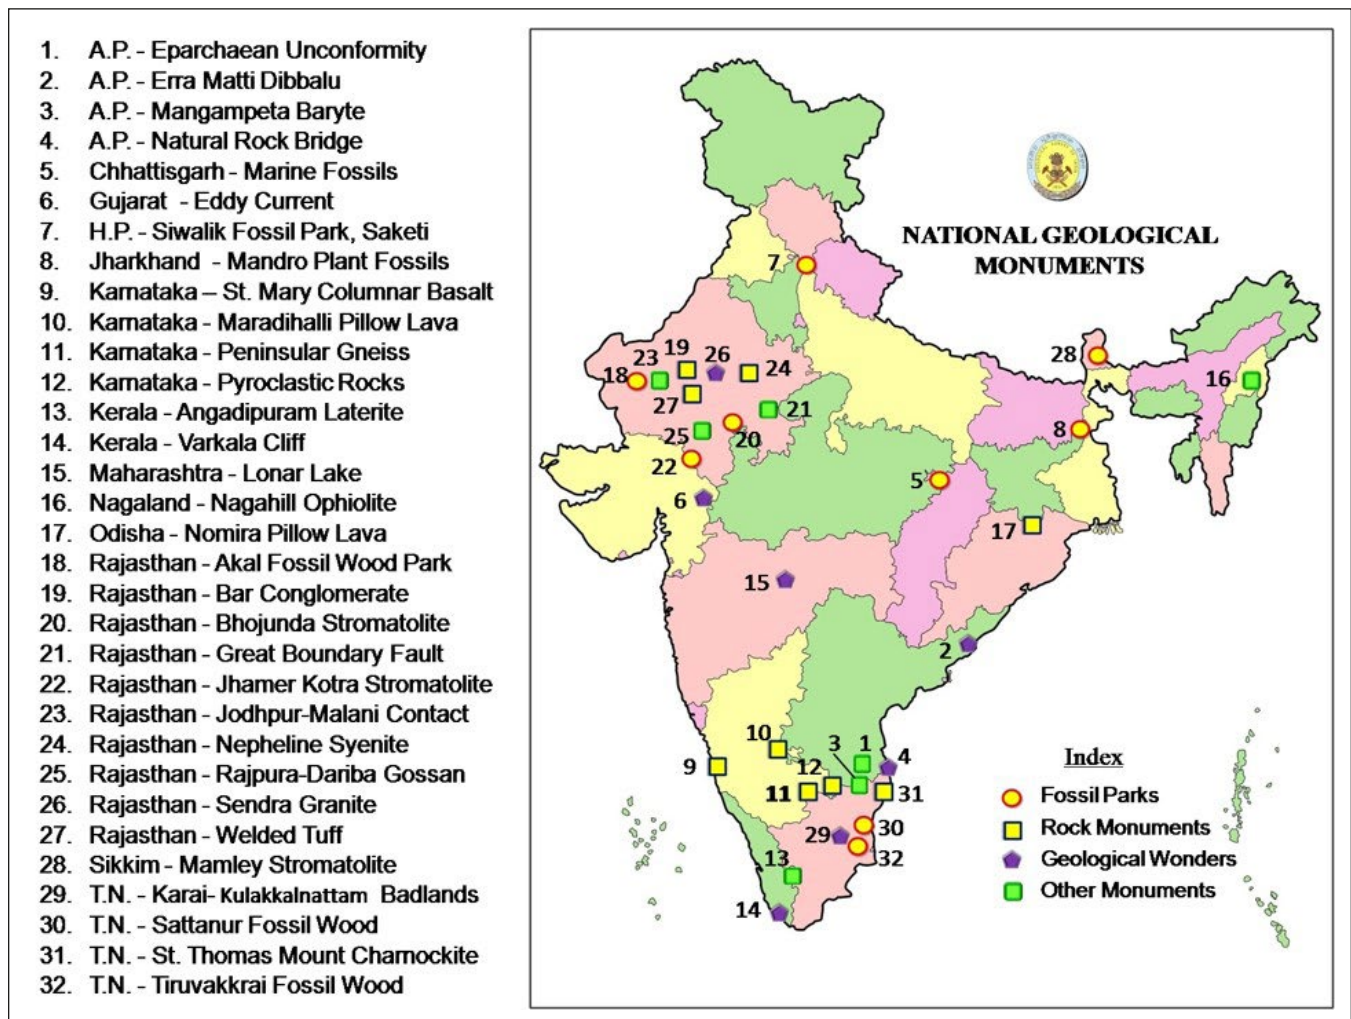 1. A.P. - Eparchaean Unconformity
2. A.P. - Erra Matti Dibbalu
3. A.P. - Mangampeta Baryte
4. A.P. - Natural Rock Bridge
5. Chhattisgarh - Marine Fossils
6. Gujarat - Eddy Current
7. H.P. - Siwalik Fossil Park, Saketi
8. Jharkhand - Mandro Plant Fossils
9. Karnataka – St. Mary Columnar Basalt
10. Karnataka - Maradihalli Pillow Lava
11. Karnataka - Peninsular Gneiss
12. Karnataka - Pyroclastic Rocks
13. Kerala - Angadipuram Laterite
14. Kerala - Varkala Cliff
15. Maharashtra - Lonar Lake
16. Nagaland - Nagahill Ophiolite
17. Odisha - Nomira Pillow Lava
18. Rajasthan - Akal Fossil Wood Park
19. Rajasthan - Bar Conglomerate
20. Rajasthan - Bhojunda Stromatolite
21. Rajasthan - Great Boundary Fault
22. Rajasthan - Jhamer Kotra Stromatolite
23. Rajasthan - Jodhpur-Malani Contact
24. Rajasthan - Nepheline Syenite
25. Rajasthan - Rajpura-Dariba Gossan
26. Rajasthan - Sendra Granite
27. Rajasthan - Welded Tuff
28. Sikkim - Mamley Stromatolite
29. T.N. - Karai- Kulakkalnattam Badlands
30. T.N. - Sattanur Fossil Wood
31. T.N. - St. Thomas Mount Charnockite
32. T.N. - Tiruvakkrai Fossil Wood
NATIONAL GEOLOGICAL
MONUMENTS
7
19
26
28
23
24
16
18
27
21
8
25
20
22
5
6
17
15
2
10
3
1
4
9
12
11
31
29
30
32
13
14
Index
Fossil Parks
Rock Monuments
Geological Wonders
Other Monuments